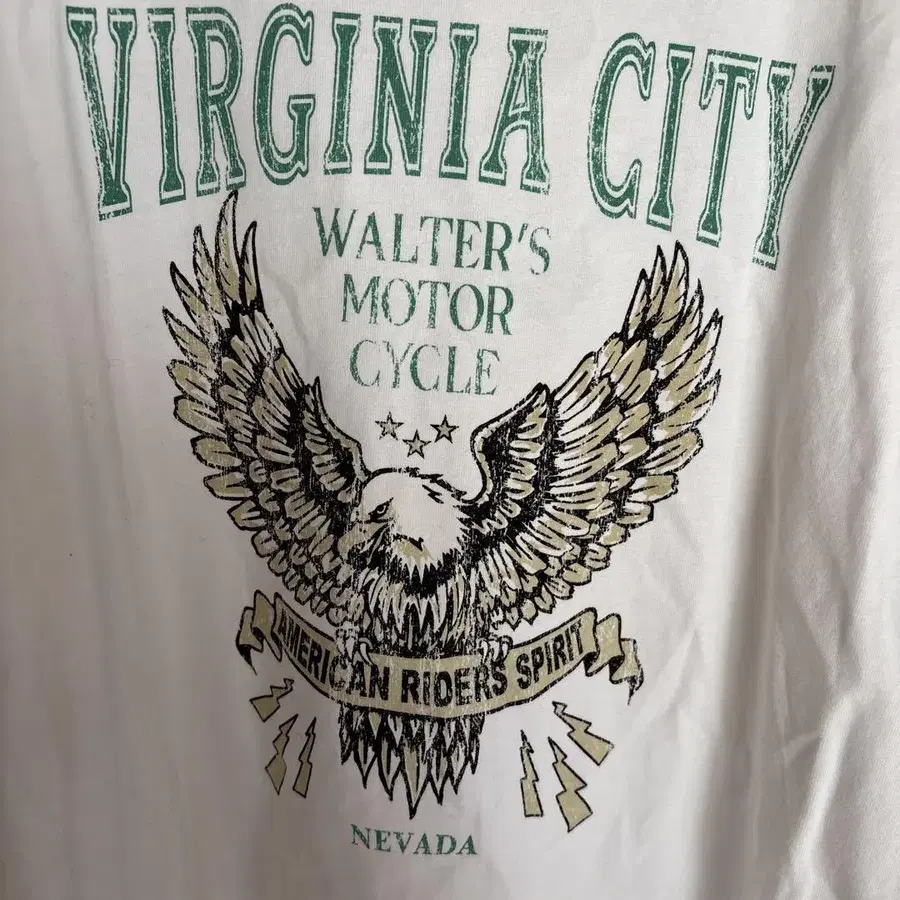 VIRGINIA CITY
WALTER'S
MOTOR
CYCLE
AMERICAN RIDERS SPIRIT
NEVADA